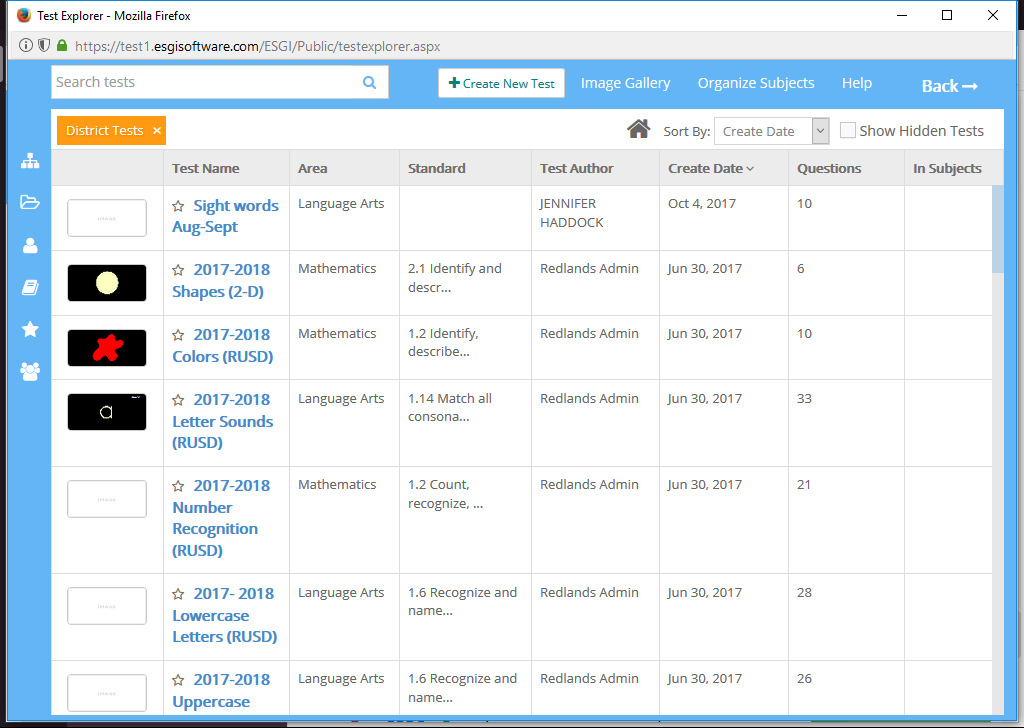 Test Explorer - Mozilla Firefox
https://test1.esgisoftware.com/ESGI/Public/testexplorer.aspx
Search tests
Create New Test
Image Gallery
Organize Subjects
Help
Back
District Tests ×
Sort By: Create Date
Show Hidden Tests
Test Name Area Standard Test Author Create Date Questions In Subjects
Sight words Language Arts JENNIFER Oct 4, 2017 10
Aug-Sept HADDOCK
2017-2018 Mathematics 2.1 Identify and Redlands Admin Jun 30, 2017 6
Shapes (2-D) descr...
2017-2018 Mathematics 1.2 Identify, Redlands Admin Jun 30, 2017 10
Colors (RUSD) describe...
2017-2018 Language Arts 1.14 Match all Redlands Admin Jun 30, 2017 33
Letter Sounds consona...
(RUSD)
a
2017-2018 Mathematics 1.2 Count, Redlands Admin Jun 30, 2017 21
Number recognize, ...
Recognition
(RUSD)
2017- 2018 Language Arts 1.6 Recognize and Redlands Admin Jun 30, 2017 28
Lowercase name...
Letters (RUSD)
2017-2018 Language Arts 1.6 Recognize and Redlands Admin Jun 30, 2017 26
Uppercase name...